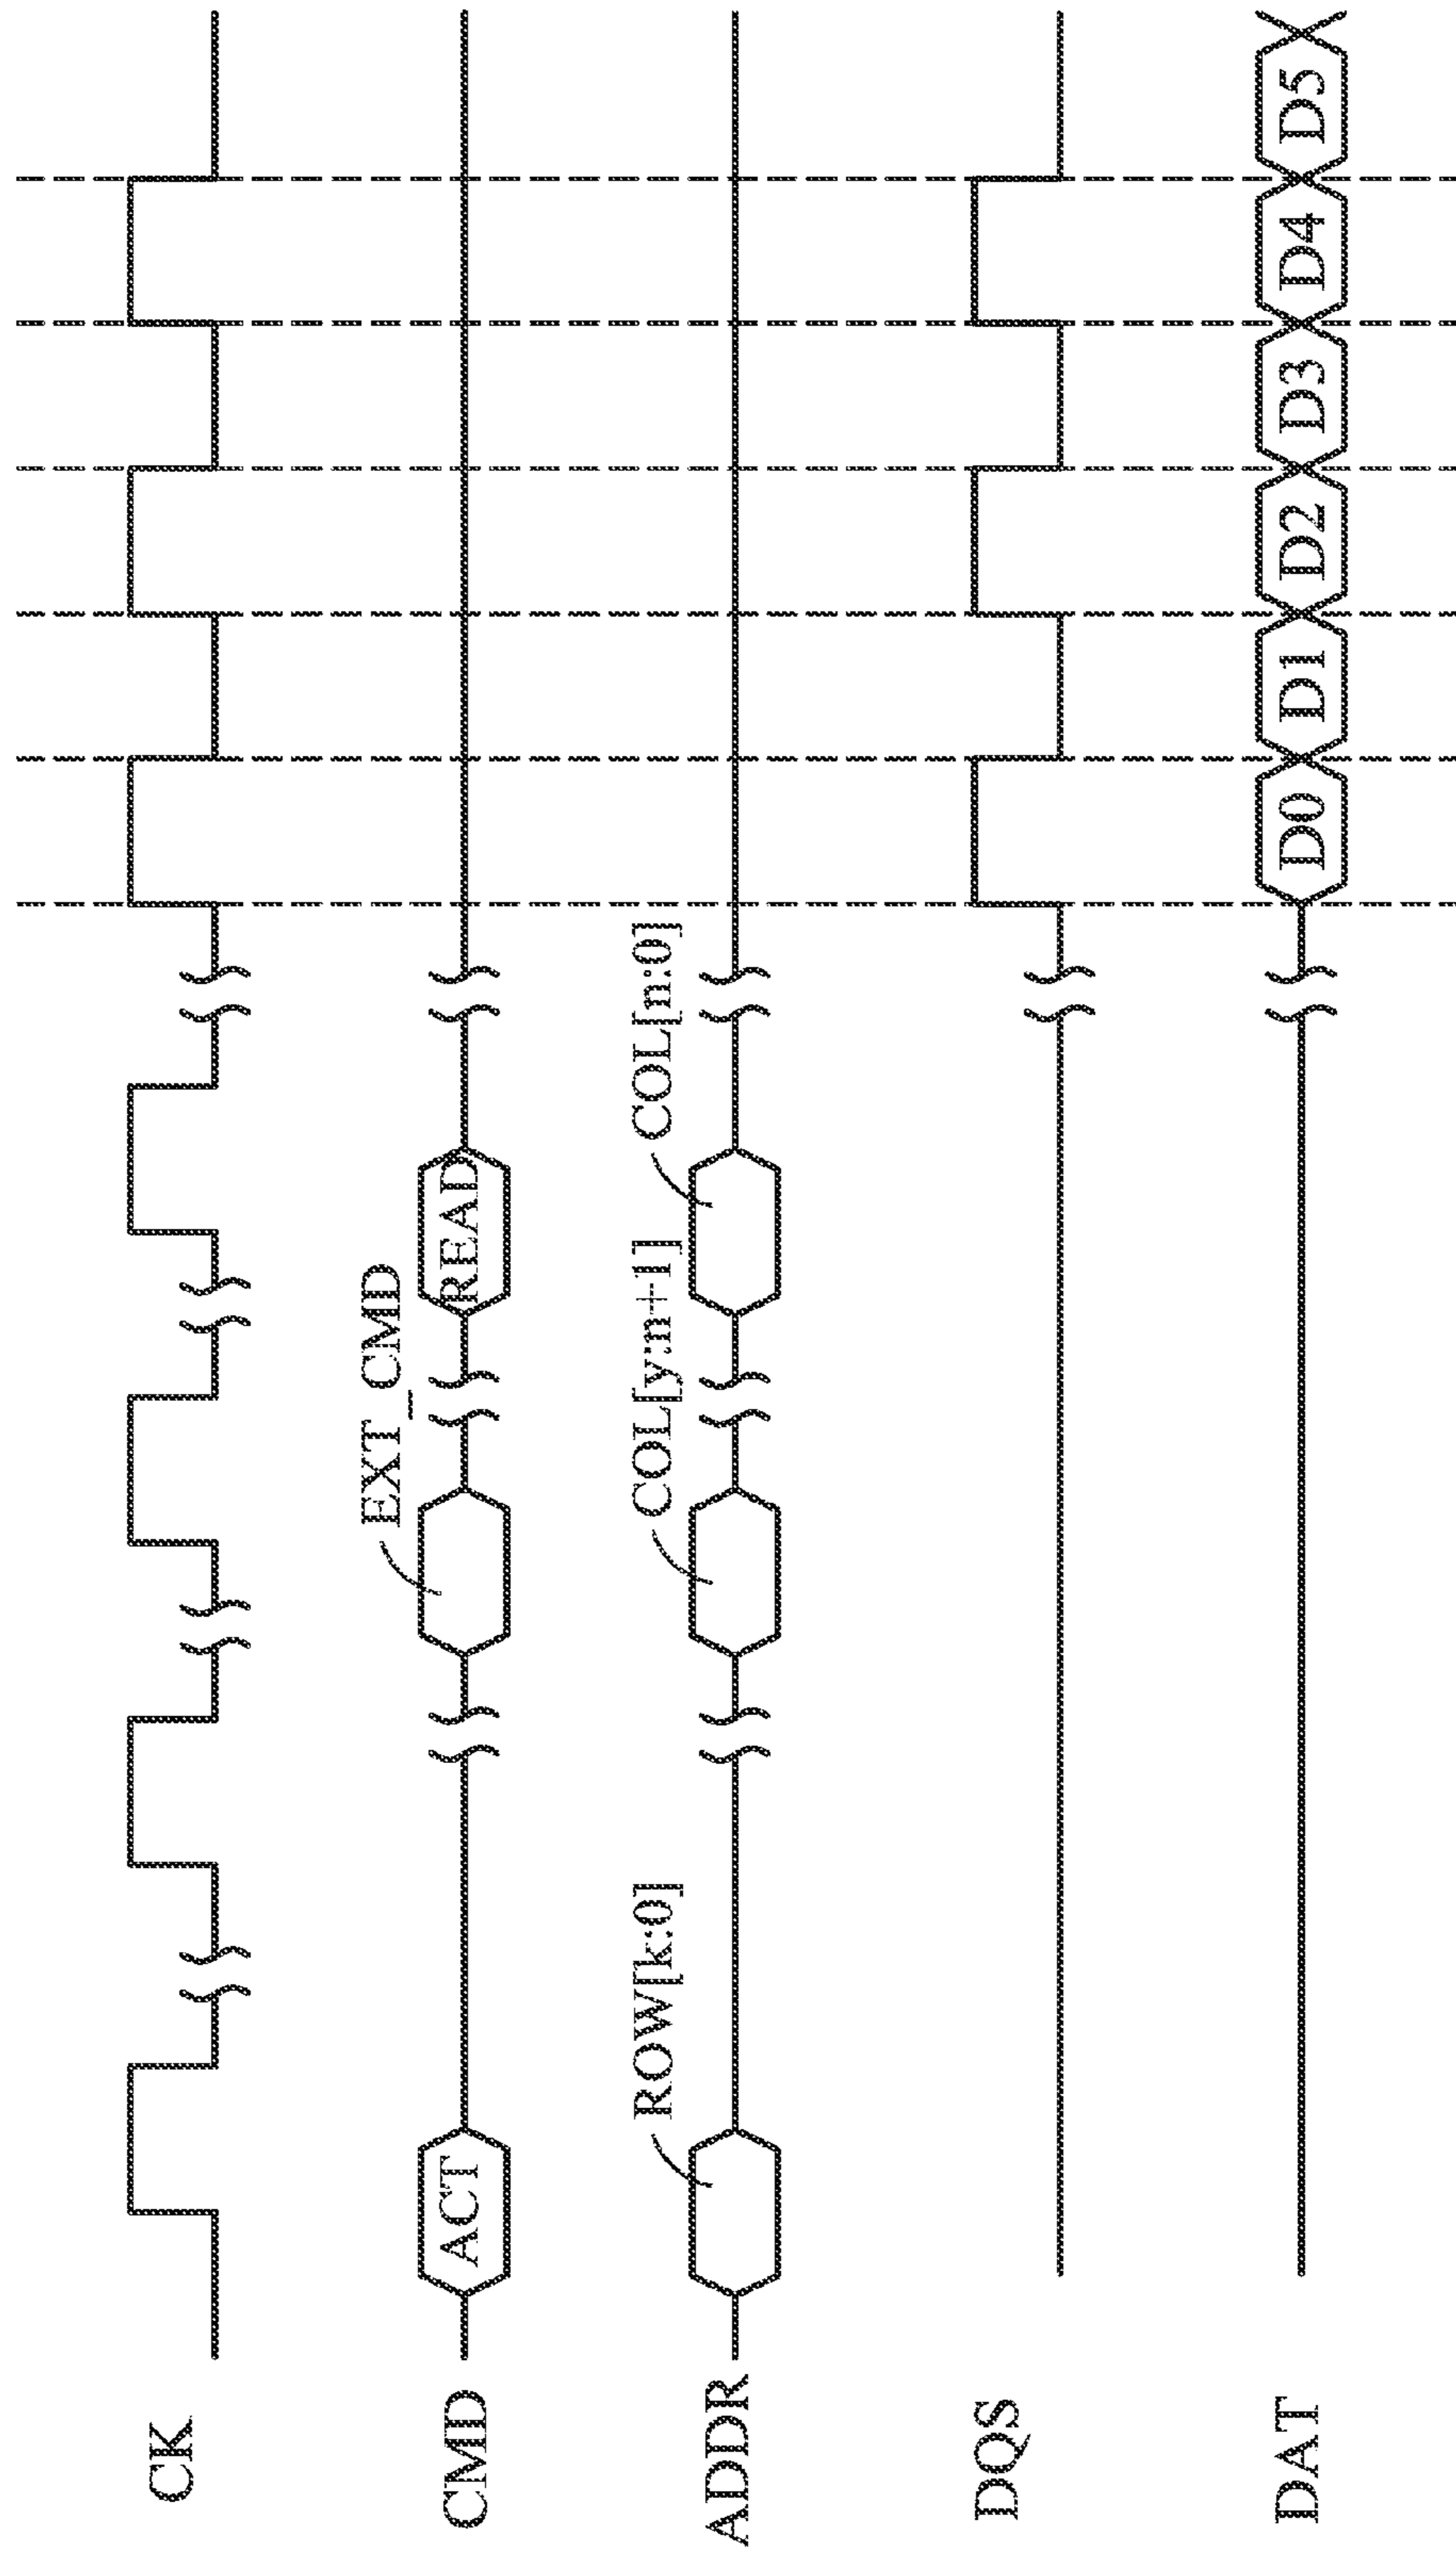 CK
CMD
ACT
EXT_CMD
READ
ADDR
ROW[k:0]
COL[y:n+1]
COL[n:0]
DQS
DAT
D0
D1
D2
D3
D4
D5